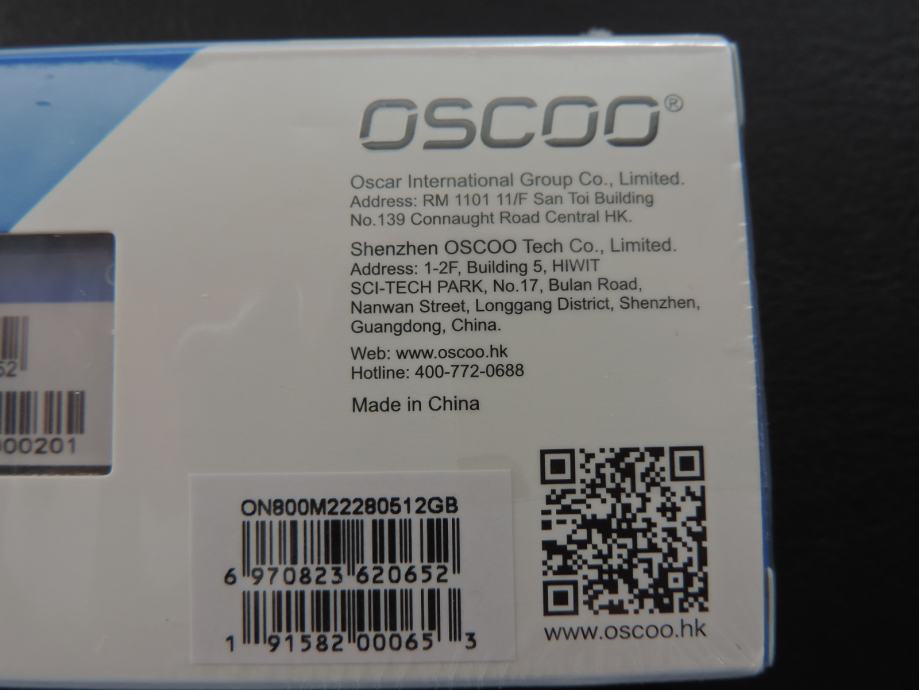 OSCOO®
Oscar International Group Co., Limited.
Address: RM 1101 11/F San Toi Building
No.139 Connaught Road Central HK.
Shenzhen OSCOO Tech Co., Limited.
Address: 1-2F, Building 5, HIWIT
SCI-TECH PARK, No.17, Bulan Road,
Nanwan Street, Longgang District, Shenzhen,
Guangdong, China.
Web: www.oscoo.hk
Hotline: 400-772-0688
Made in China
52
000201
ON800M22280512GB
6 970823 620652
1 91582 00065 3
www.oscoo.hk